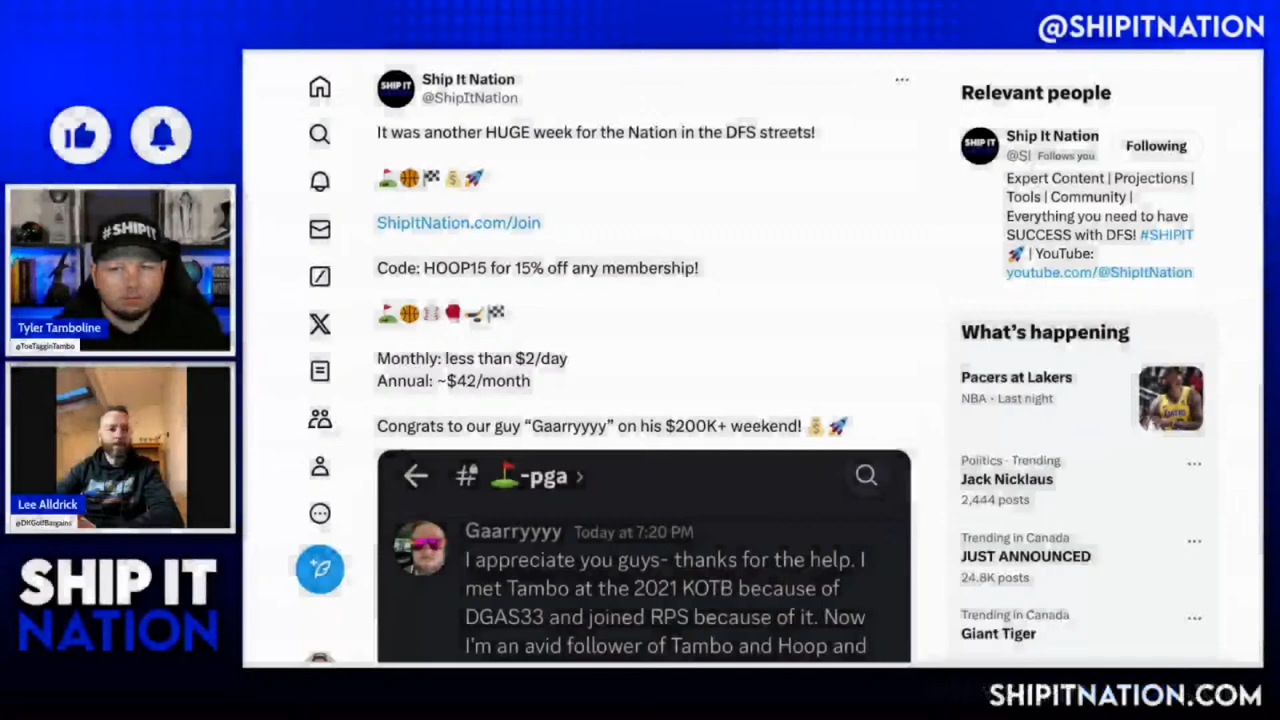 @SHIPITNATION
SHIP IT
Ship It Nation
@ShipItNation
It was another HUGE week for the Nation in the DFS streets!
ShipItNation.com/Join
Code: HOOP15 for 15% off any membership!
Monthly: less than $2/day
Annual: ~$42/month
Congrats to our guy “Gaarryyyy” on his $200K+ weekend!
# -pga
Gaarryyyy Today at 7:20 PM
I appreciate you guys- thanks for the help. I
met Tambo at the 2021 KOTB because of
DGAS33 and joined RPS because of it. Now
I'm an avid follower of Tambo and Hoop and
Relevant people
SHIP IT
Ship It Nation
@SI Follows you
Following
Expert Content | Projections |
Tools | Community |
Everything you need to have
SUCCESS with DFS! #SHIPIT
| YouTube:
youtube.com/@ShipItNation
What’s happening
Pacers at Lakers
NBA · Last night
Politics · Trending
Jack Nicklaus
2,444 posts
Trending in Canada
JUST ANNOUNCED
24.8K posts
Trending in Canada
Giant Tiger
#SHIPIT
Tyler Tamboline
@ToeTagginTambo
Lee Alldrick
@DKGolfBargains
SHIP IT
NATION
SHIPITNATION.COM